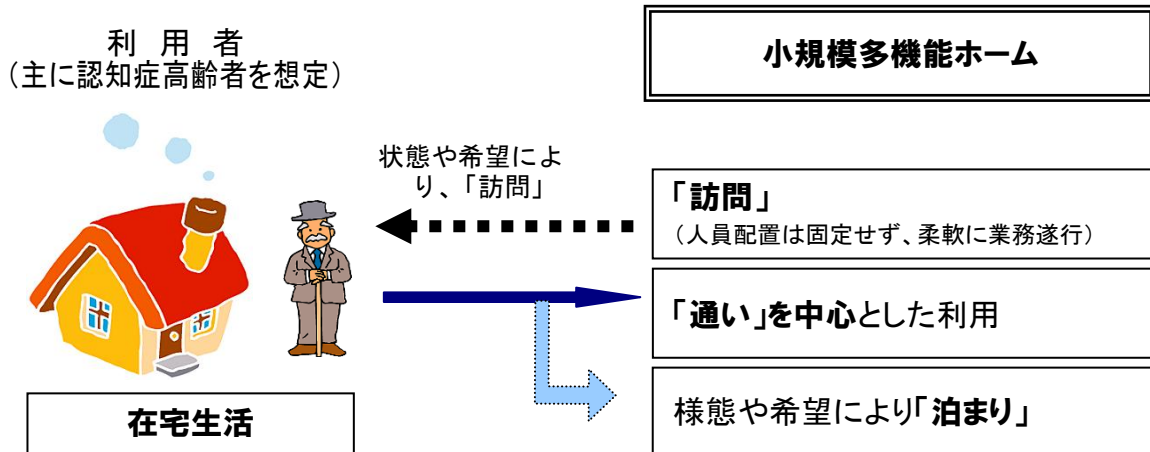 利 用 者
（主に認知症高齢者を想定）
小規模多機能ホーム
状態や希望によ
り、「訪問」
「訪問」
（人員配置は固定せず、柔軟に業務遂行）
「通い」を中心とした利用
様態や希望により「泊まり」
在宅生活